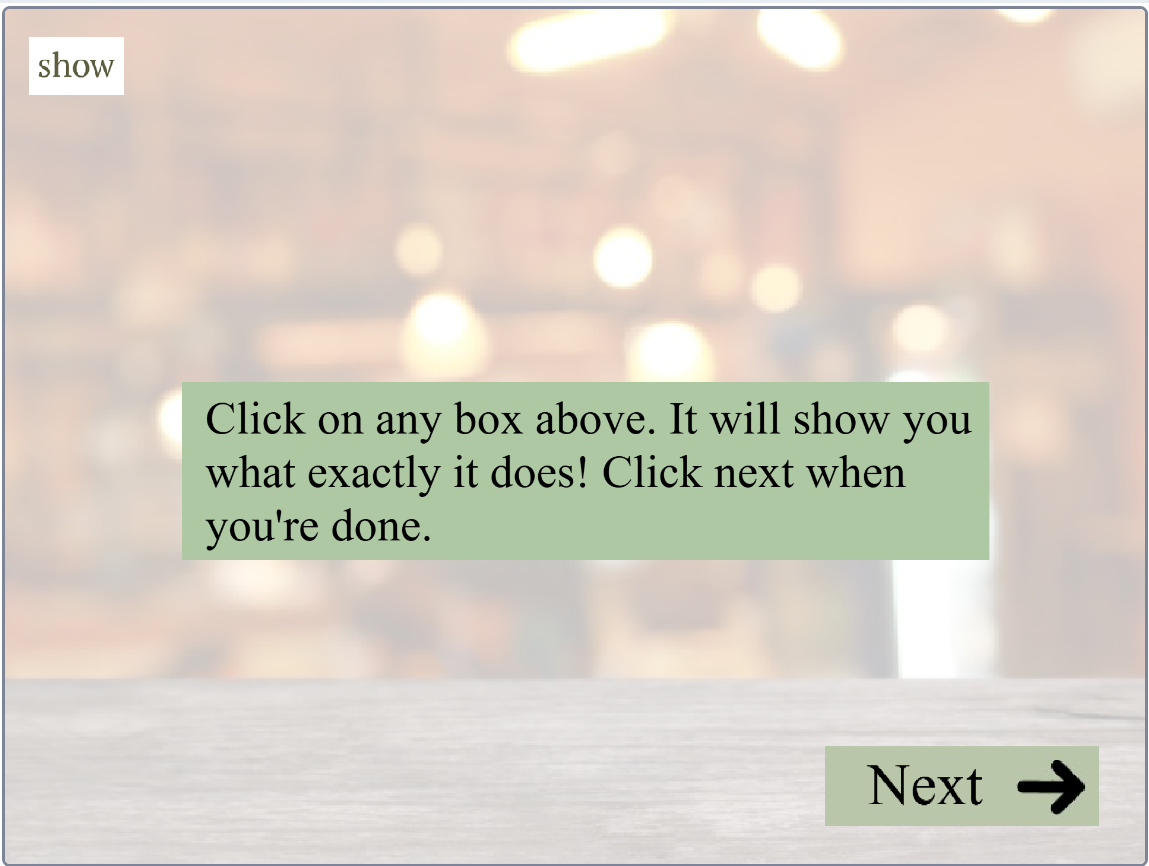 show
Click on any box above. It will show you
what exactly it does! Click next when
you're done.
Next